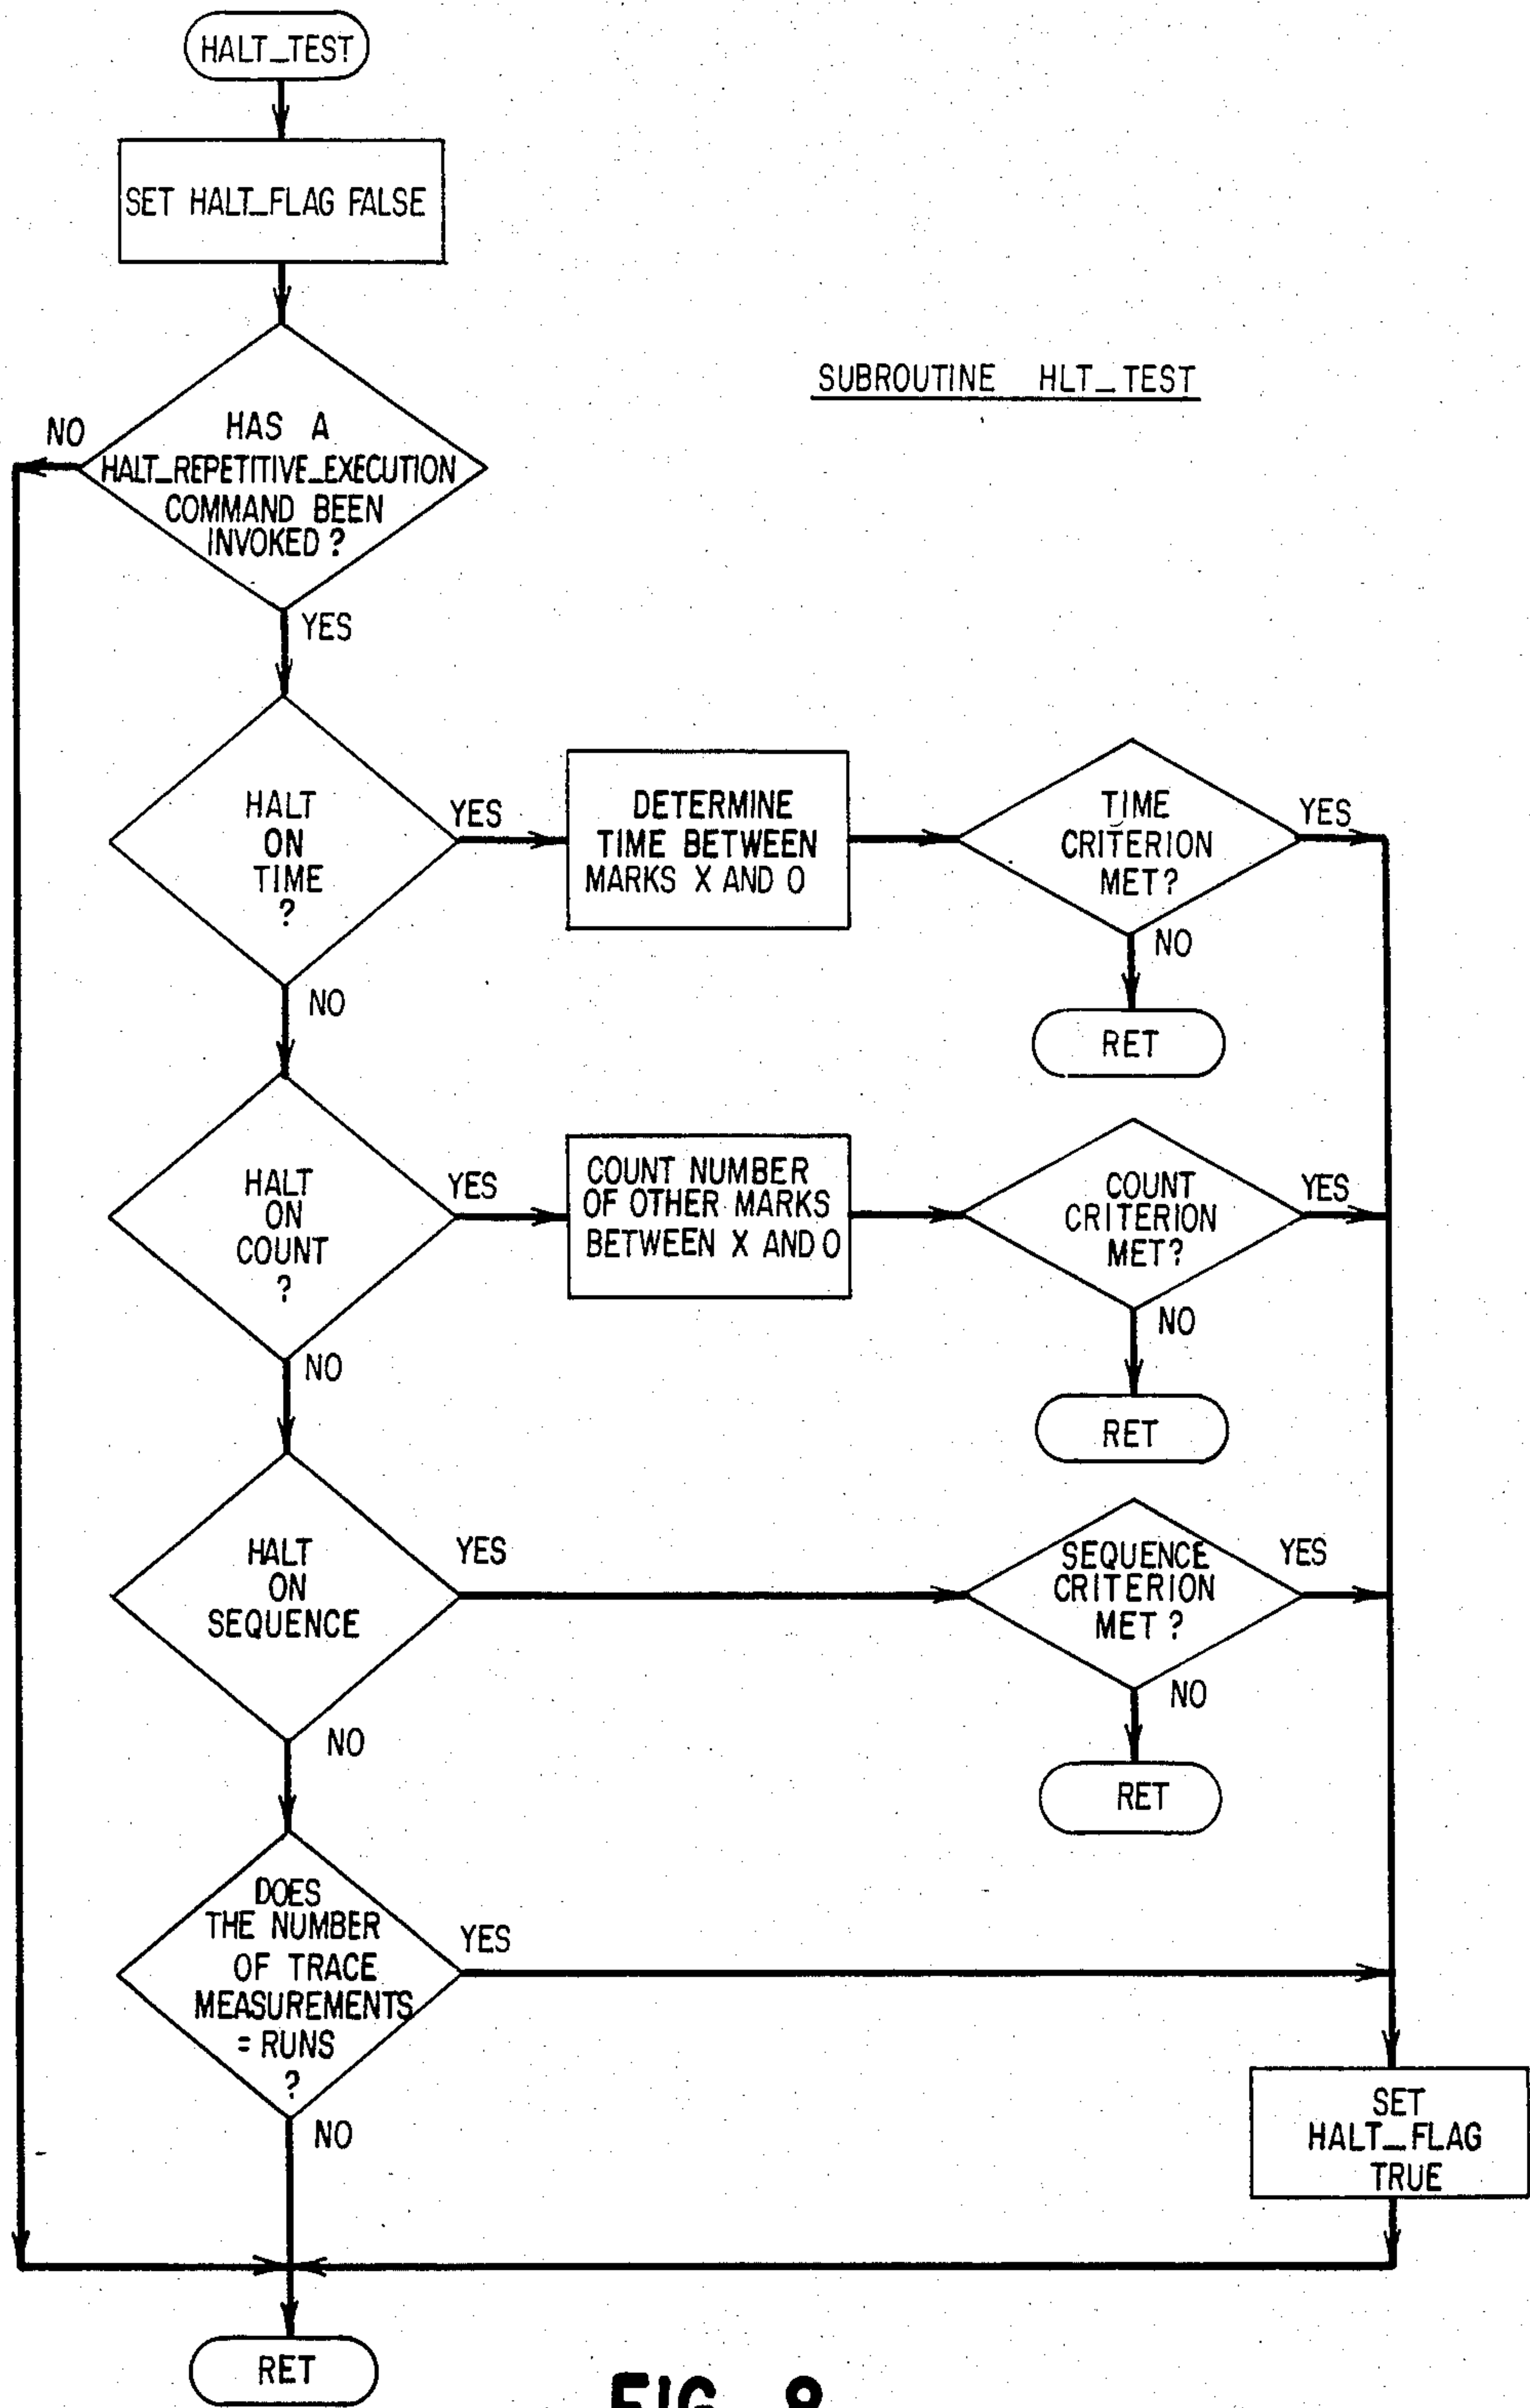 HALT_TEST
SET HALT_FLAG FALSE
SUBROUTINE HLT_TEST
NO
HAS A
HALT_REPETITIVE_EXECUTION
COMMAND BEEN
INVOKED?
YES
HALT
ON
TIME
?
YES
DETERMINE
TIME BETWEEN
MARKS X AND O
TIME
CRITERION
MET?
YES
NO
RET
NO
HALT
ON
COUNT
?
YES
COUNT NUMBER
OF OTHER MARKS
BETWEEN X AND O
COUNT
CRITERION
MET?
YES
NO
RET
NO
HALT
ON
SEQUENCE
YES
SEQUENCE
CRITERION
MET?
YES
NO
RET
NO
DOES
THE NUMBER
OF TRACE
MEASUREMENTS
= RUNS
?
YES
NO
SET
HALT_FLAG
TRUE
RET